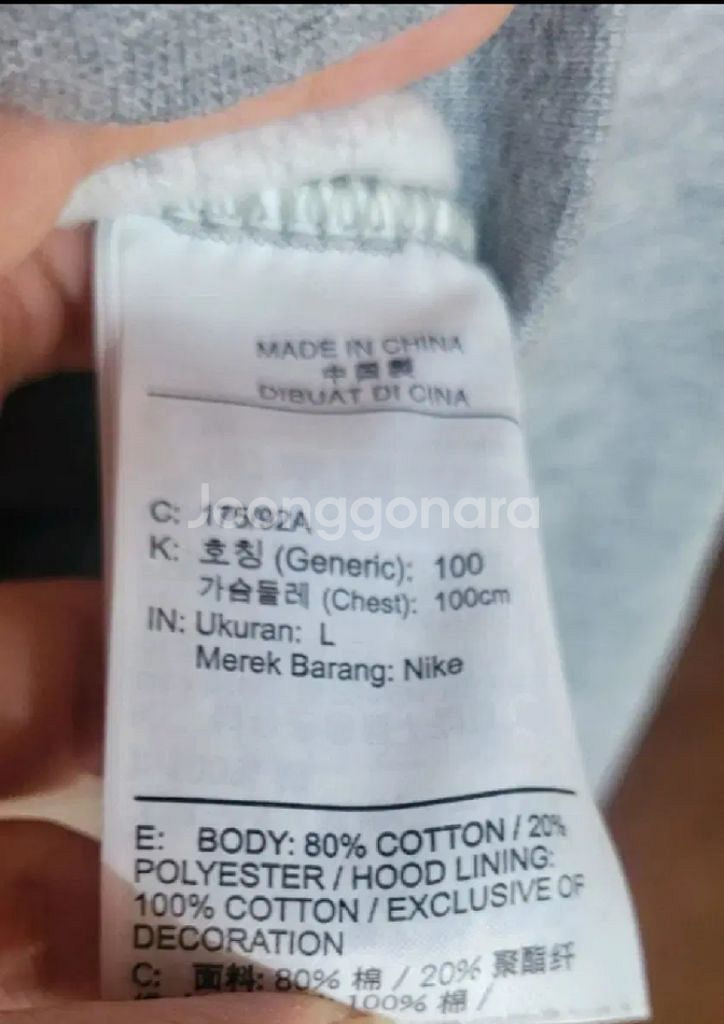 MADE IN CHINA
中国製
DIBUAT DI CINA
Joonggonara
C: 175/92A
K: 호칭 (Generic): 100
가슴둘레 (Chest): 100cm
IN: Ukuran: L
Merek Barang: Nike
E: BODY: 80% COTTON / 20%
POLYESTER / HOOD LINING:
100% COTTON / EXCLUSIVE OF
DECORATION
C: 面料: 80% 棉 / 20% 聚酯纤
100% 棉 /